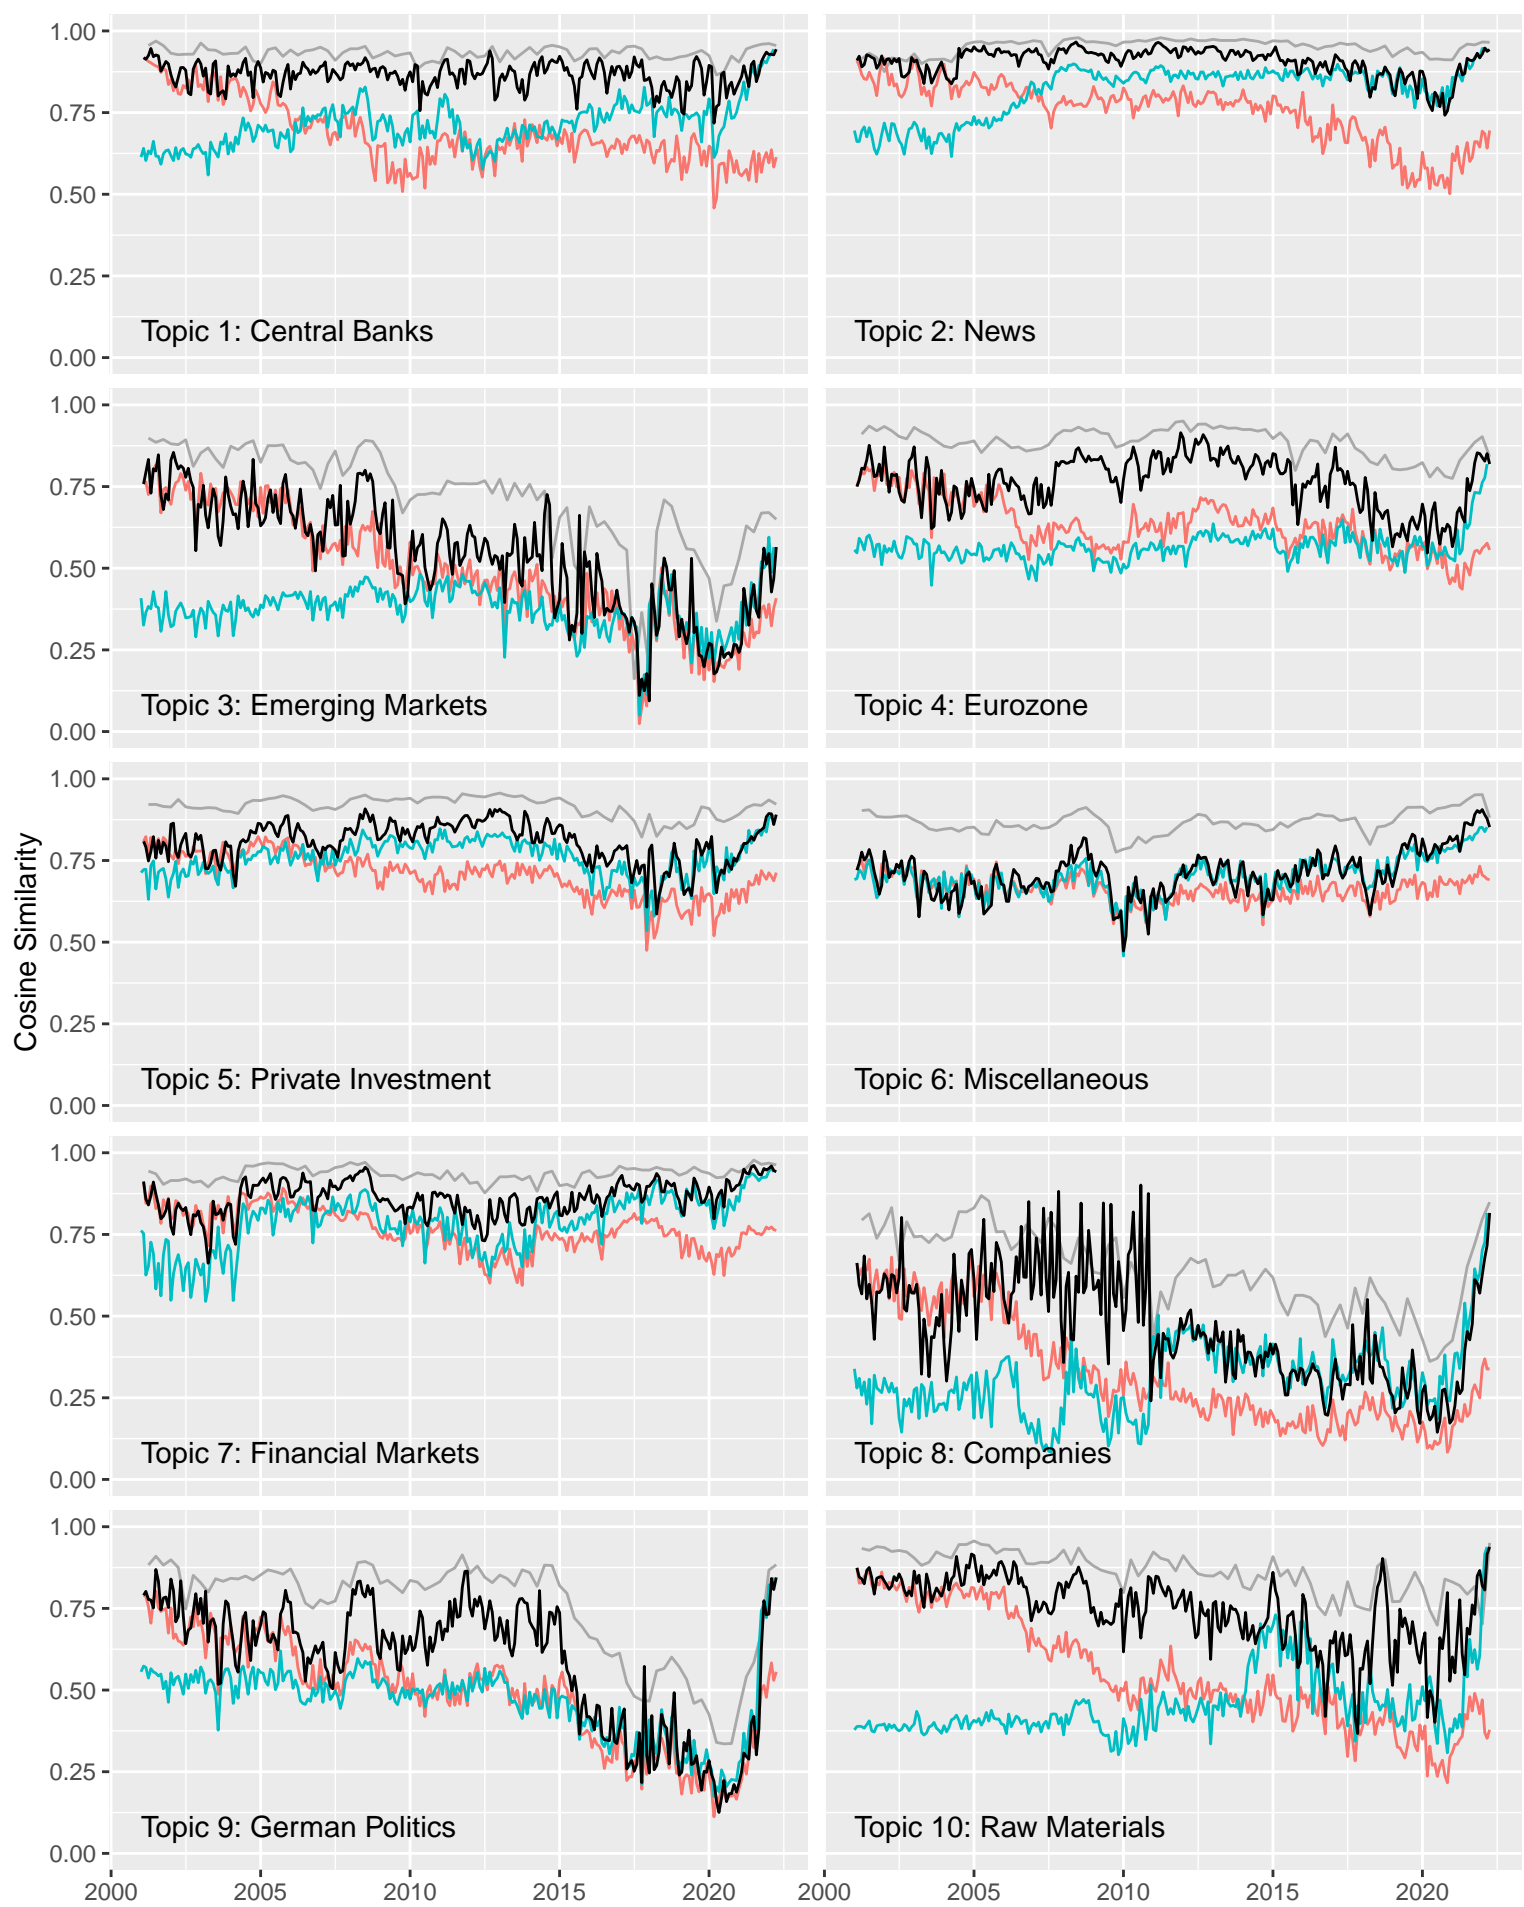 1.00
0.75
0.50
0.25
0.00
Topic 1: Central Banks
Topic 2: News
1.00
0.75
0.50
0.25
0.00
Topic 3: Emerging Markets
Topic 4: Eurozone
Cosine Similarity
1.00
0.75
0.50
0.25
0.00
Topic 5: Private Investment
Topic 6: Miscellaneous
1.00
0.75
0.50
0.25
0.00
Topic 7: Financial Markets
Topic 8: Companies
1.00
0.75
0.50
0.25
0.00
Topic 9: German Politics
Topic 10: Raw Materials
2000 2005 2010 2015 2020
2000 2005 2010 2015 2020